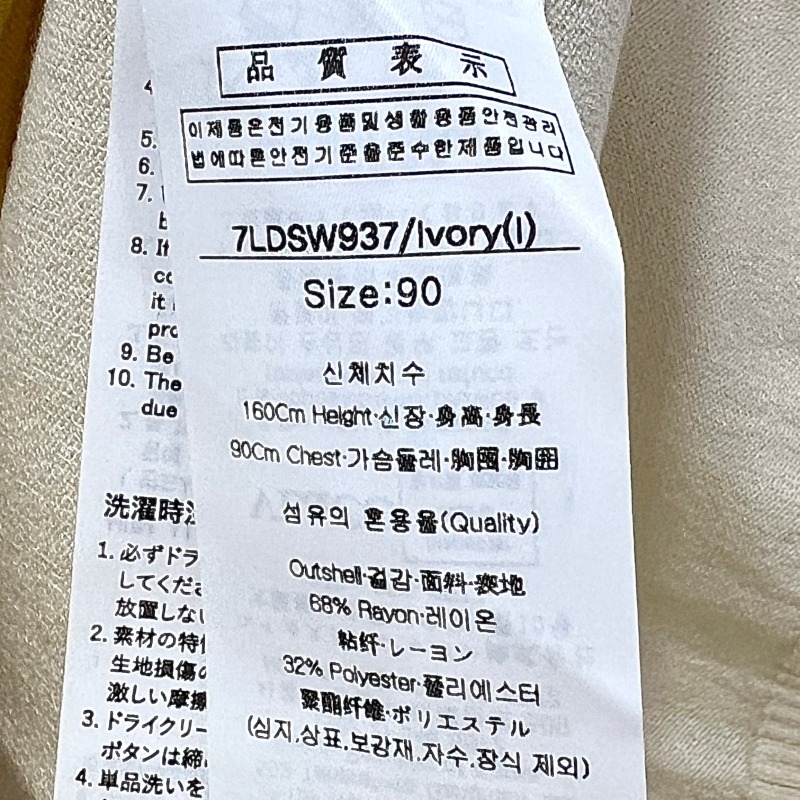 品 質 表 示
이제품은전기용품및생활용품안전관리
법에따른안전기준을준수한제품입니다
7LDSW937/Ivory(I)
Size:90
신체치수
160Cm Height·신장·身高·身長
90Cm Chest·가슴둘레·胸围·胸囲
섬유의 혼용율(Quality)
Outshell·겉감·面料·表地
68% Rayon·레이온
粘纤·レーヨン
32% Polyester·폴리에스터
聚酯纤维·ポリエステル
(심지,상표,보강재,자수,장식 제외)
4
5.
6.
7.
8. If
it
9. Be
10. The
due
洗濯時
1. 必ずドラ
してくださ
放置しな
2. 素材の特
生地損傷
激しい摩擦
3. ドライクリー
ボタンは締
4. 単品洗いを